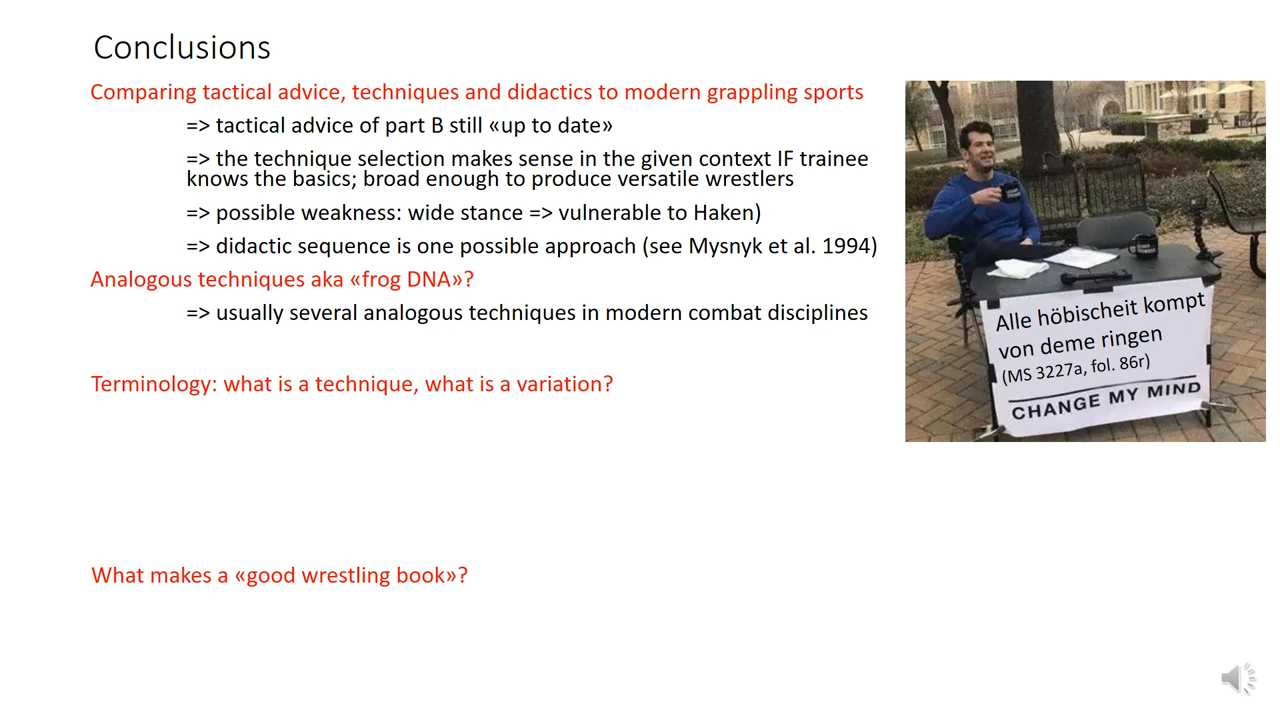 Conclusions
Comparing tactical advice, techniques and didactics to modern grappling sports
=> tactical advice of part B still «up to date»
=> the technique selection makes sense in the given context IF trainee
knows the basics; broad enough to produce versatile wrestlers
=> possible weakness: wide stance => vulnerable to Haken)
=> didactic sequence is one possible approach (see Mysnyk et al. 1994)
Analogous techniques aka «frog DNA»?
=> usually several analogous techniques in modern combat disciplines
Terminology: what is a technique, what is a variation?
What makes a «good wrestling book»?
Alle höbischeit kompt
von deme ringen
(MS 3227a, fol. 86r)
CHANGE MY MIND